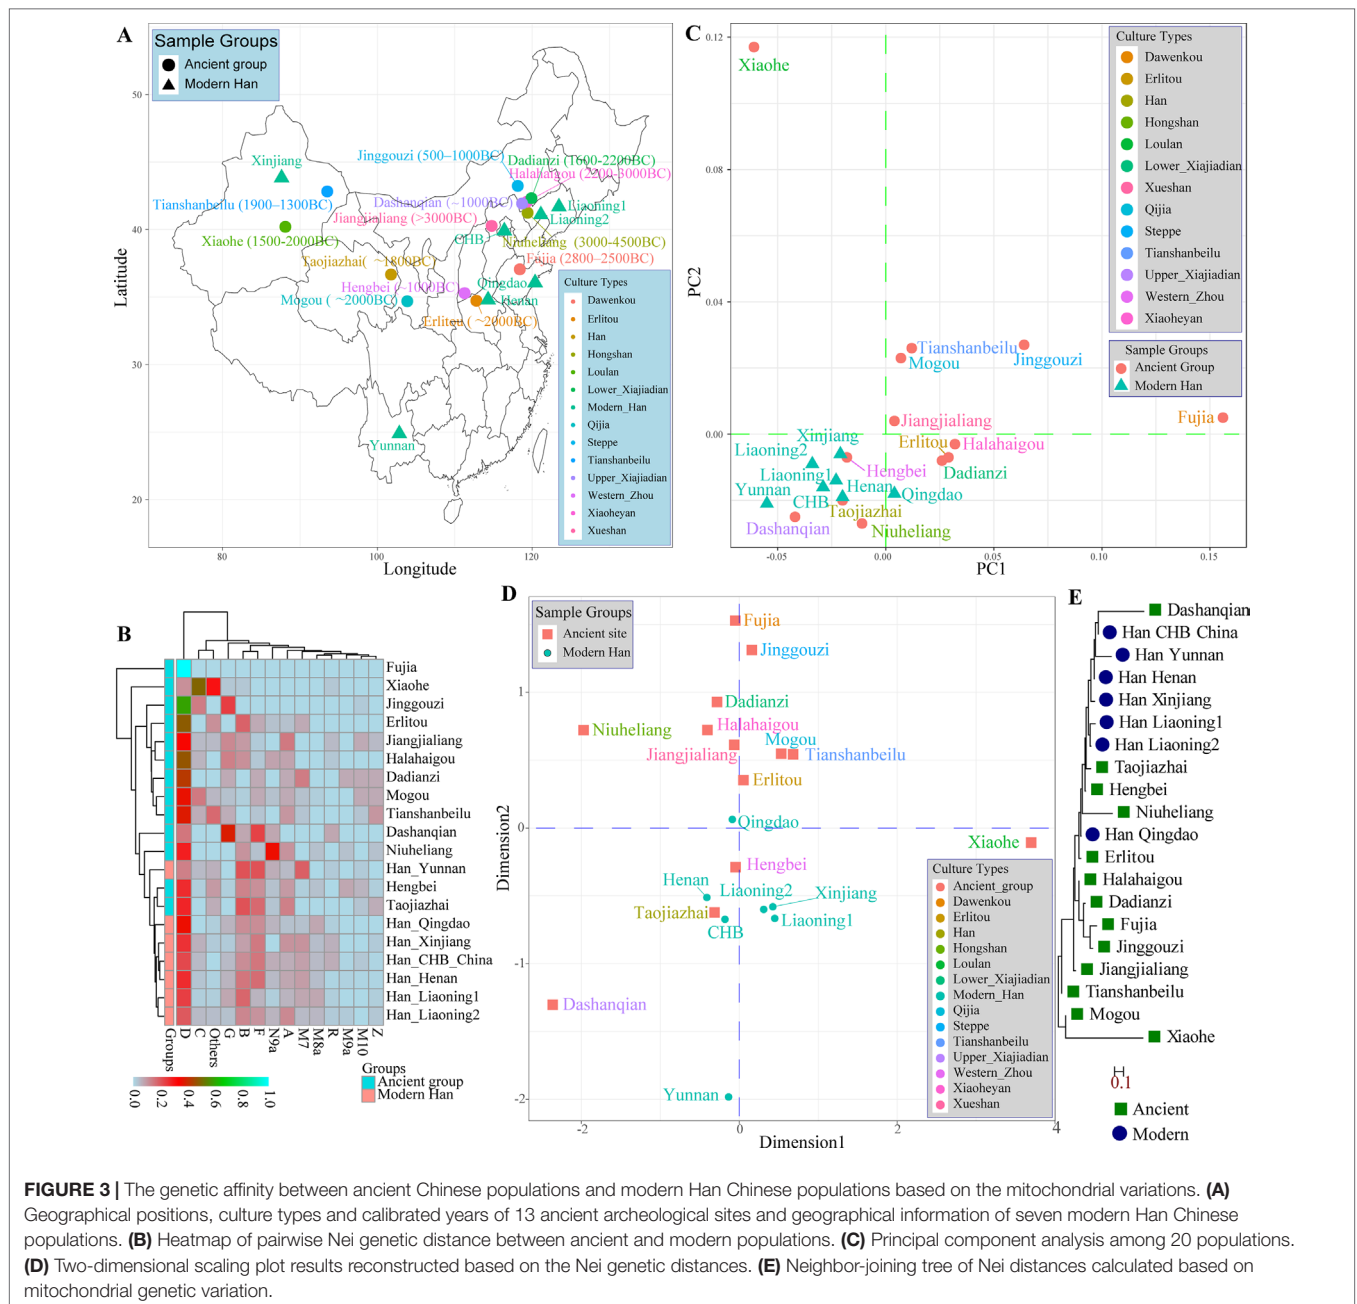 A
Sample Groups
Ancient group
Modern Han
50
40
30
20
80
100
120
Latitude
Longitude
Xinjiang
Jinggouzi (500–1000BC)
Dadianzi (1600–2200BC)
Halahaigou (2200-3000BC)
Tianshanbeilu (1900–1300BC)
Dashanqian (~1000BC)
Liaoning1
Jiangjialiang (>3000BC)
Liaoning2
Xiaohe (1500-2000BC)
CHB
Niuheliang (3000-4500BC)
Taojiazhai( ~1800BC)
Fujia (2800–2500BC)
Hengbei (~1000BC)
Qingdao
Mogou ( ~2000BC)
Henan
Erlitou ( ~2000BC)
Yunnan
Culture Types
Dawenkou
Erlitou
Han
Hongshan
Loulan
Lower_Xiajiadian
Modern_Han
Qijia
Steppe
Tianshanbeilu
Upper_Xiajiadian
Western_Zhou
Xiaoheyan
Xueshan
C
0.12
0.08
0.04
0.00
-0.05
0.00
0.05
0.10
0.15
PC2
PC1
Xiaohe
Tianshanbeilu
Mogou
Jinggouzi
Fujia
Jiangjialiang
Xinjiang
Erlitou
Halahaigou
Liaoning2
Hengbei
Dadianzi
Liaoning1
Yunnan
Henan
Qingdao
CHB
Taojiazhai
Dashanqian
Niuheliang
Culture Types
Dawenkou
Erlitou
Han
Hongshan
Loulan
Lower_Xiajiadian
Xueshan
Qijia
Steppe
Tianshanbeilu
Upper_Xiajiadian
Western_Zhou
Xiaoheyan
Sample Groups
Ancient Group
Modern Han
B
Fujia
Xiaohe
Jinggouzi
Erlitou
Jiangjialiang
Halahaigou
Dadianzi
Mogou
Tianshanbeilu
Dashanqian
Niuheliang
Han_Yunnan
Hengbei
Taojiazhai
Han_Qingdao
Han_Xinjiang
Han_CHB_China
Han_Henan
Han_Liaoning1
Han_Liaoning2
Groups
D
C
Others
G
B
F
N9a
A
M7
M8a
R
M9a
M10
Z
0.0
0.2
0.4
0.6
0.8
1.0
Groups
Ancient group
Modern Han
D
Sample Groups
Ancient site
Modern Han
1
0
-1
-2
-2
0
2
4
Dimension2
Dimension1
Fujia
Jinggouzi
Dadianzi
Niuheliang
Halahaigou
Jiangjialiang
Mogou
Tianshanbeilu
Erlitou
Qingdao
Xiaohe
Hengbei
Henan
Liaoning2
Xinjiang
Taojiazhai
Liaoning1
CHB
Dashanqian
Yunnan
Culture Types
Ancient_group
Dawenkou
Erlitou
Han
Hongshan
Loulan
Lower_Xiajiadian
Modern_Han
Qijia
Steppe
Tianshanbeilu
Upper_Xiajiadian
Western_Zhou
Xiaoheyan
Xueshan
E
Dashanqian
Han CHB China
Han Yunnan
Han Henan
Han Xinjiang
Han Liaoning1
Han Liaoning2
Taojiazhai
Hengbei
Niuheliang
Han Qingdao
Erlitou
Halahaigou
Dadianzi
Fujia
Jinggouzi
Jiangjialiang
Tianshanbeilu
Mogou
Xiaohe
0.1
Ancient
Modern
FIGURE 3 | The genetic affinity between ancient Chinese populations and modern Han Chinese populations based on the mitochondrial variations. (A)
Geographical positions, culture types and calibrated years of 13 ancient archeological sites and geographical information of seven modern Han Chinese
populations. (B) Heatmap of pairwise Nei genetic distance between ancient and modern populations. (C) Principal component analysis among 20 populations.
(D) Two-dimensional scaling plot results reconstructed based on the Nei genetic distances. (E) Neighbor-joining tree of Nei distances calculated based on
mitochondrial genetic variation.